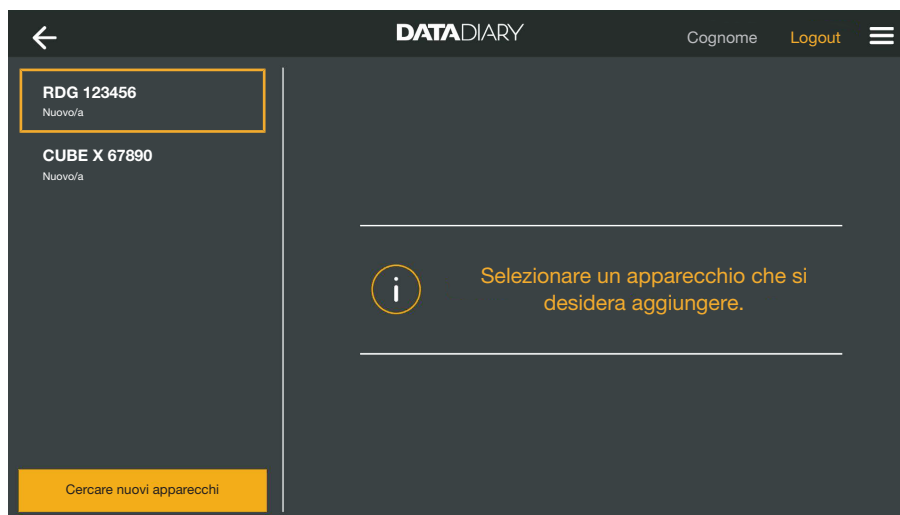 DATADIARY
Cognome
Logout
RDG 123456
Nuovo/a
CUBE X 67890
Nuovo/a
i
Selezionare un apparecchio che si
desidera aggiungere.
Cercare nuovi apparecchi